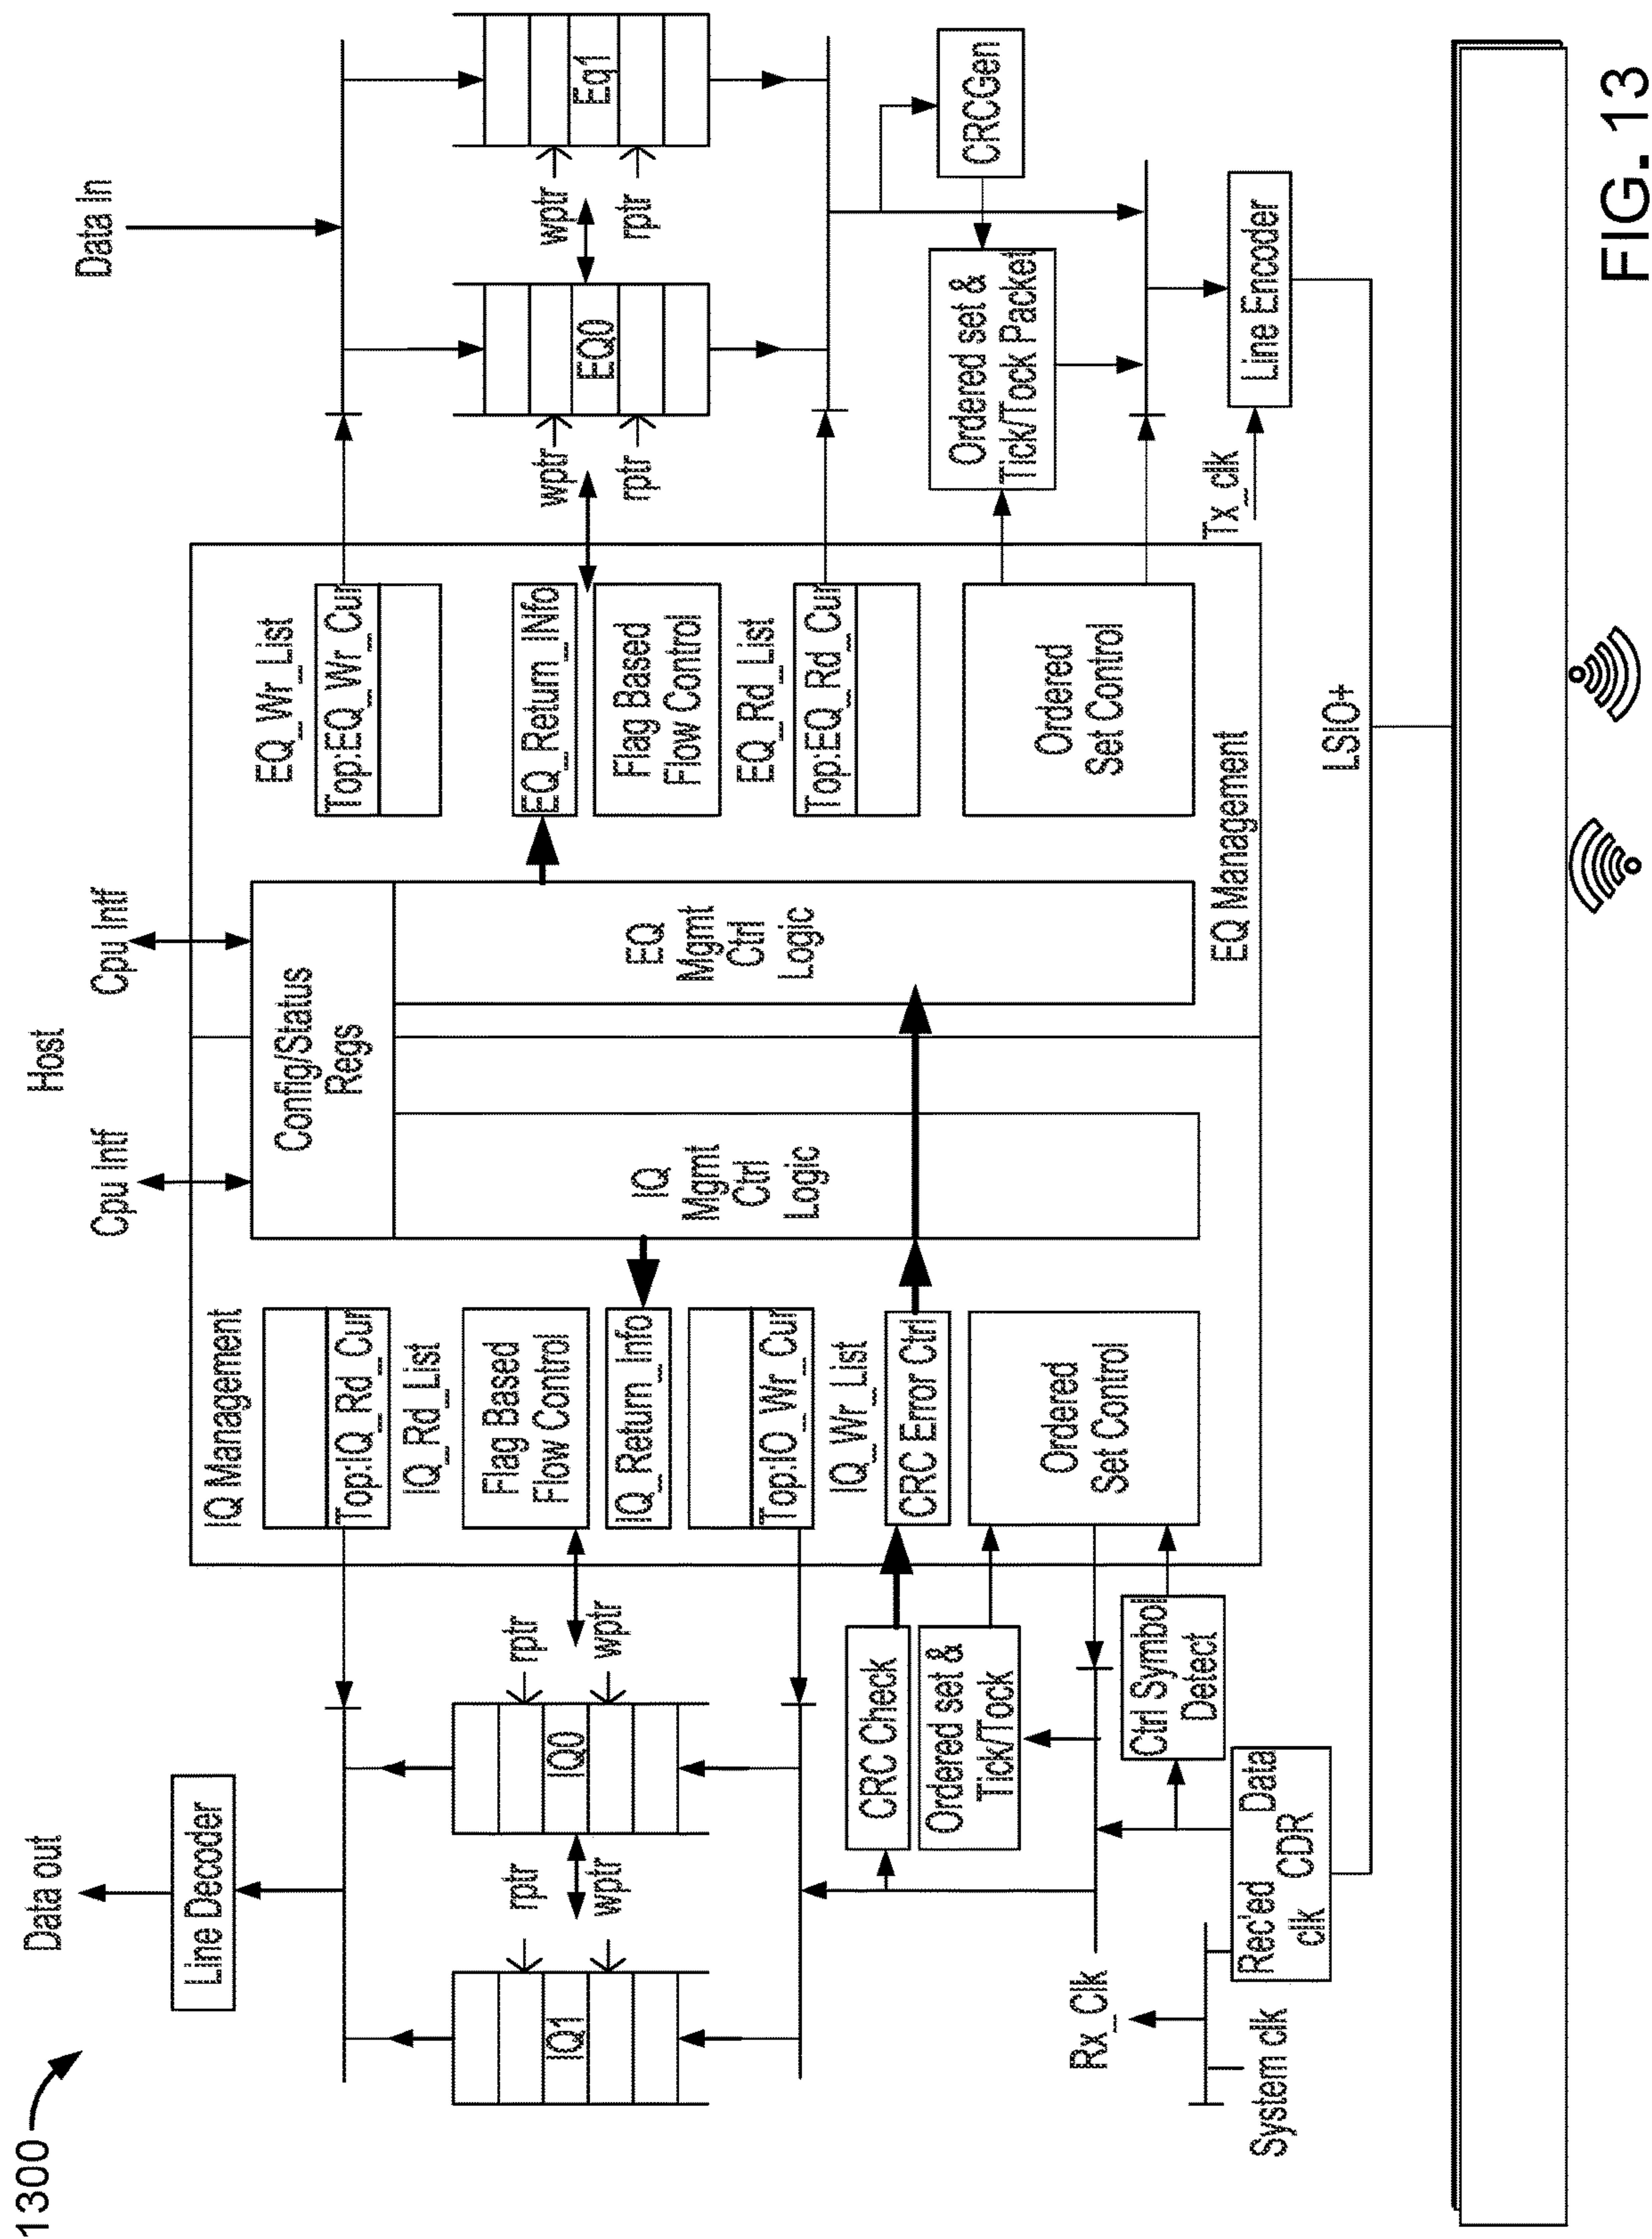 1300
Host
Data out
Cpu Intf
Cpu Intf
Data In
Line Decoder
IQ1
IQ0
rptr
wptr
rptr
wptr
IQ Management
Top:IQ_Rd_Cur
IQ_Rd_List
Flag Based
Flow Control
IQ_Return_Info
Top:IQ_Wr_Cur
IQ_Wr_List
CRC Error Ctrl
Ordered
Set Control
Config/Status
Regs
IQ
Mgmt
Ctrl
Logic
EQ
Mgmt
Ctrl
Logic
EQ_Wr_List
Top:EQ_Wr_Cur
EQ_Return_INfo
Flag Based
Flow Control
EQ_Rd_List
Top:EQ_Rd_Cur
Ordered
Set Control
EQ Management
wptr
rptr
EQ0
wptr
rptr
Eq1
CRCGen
Ordered set &
Tick/Tock Packet
Tx_clk
Line Encoder
CRC Check
Ordered set &
Tick/Tock
Ctrl Symbol
Detect
Rx_Clk
Rec'ed Data
clk CDR
System clk
LSIO+
FIG. 13